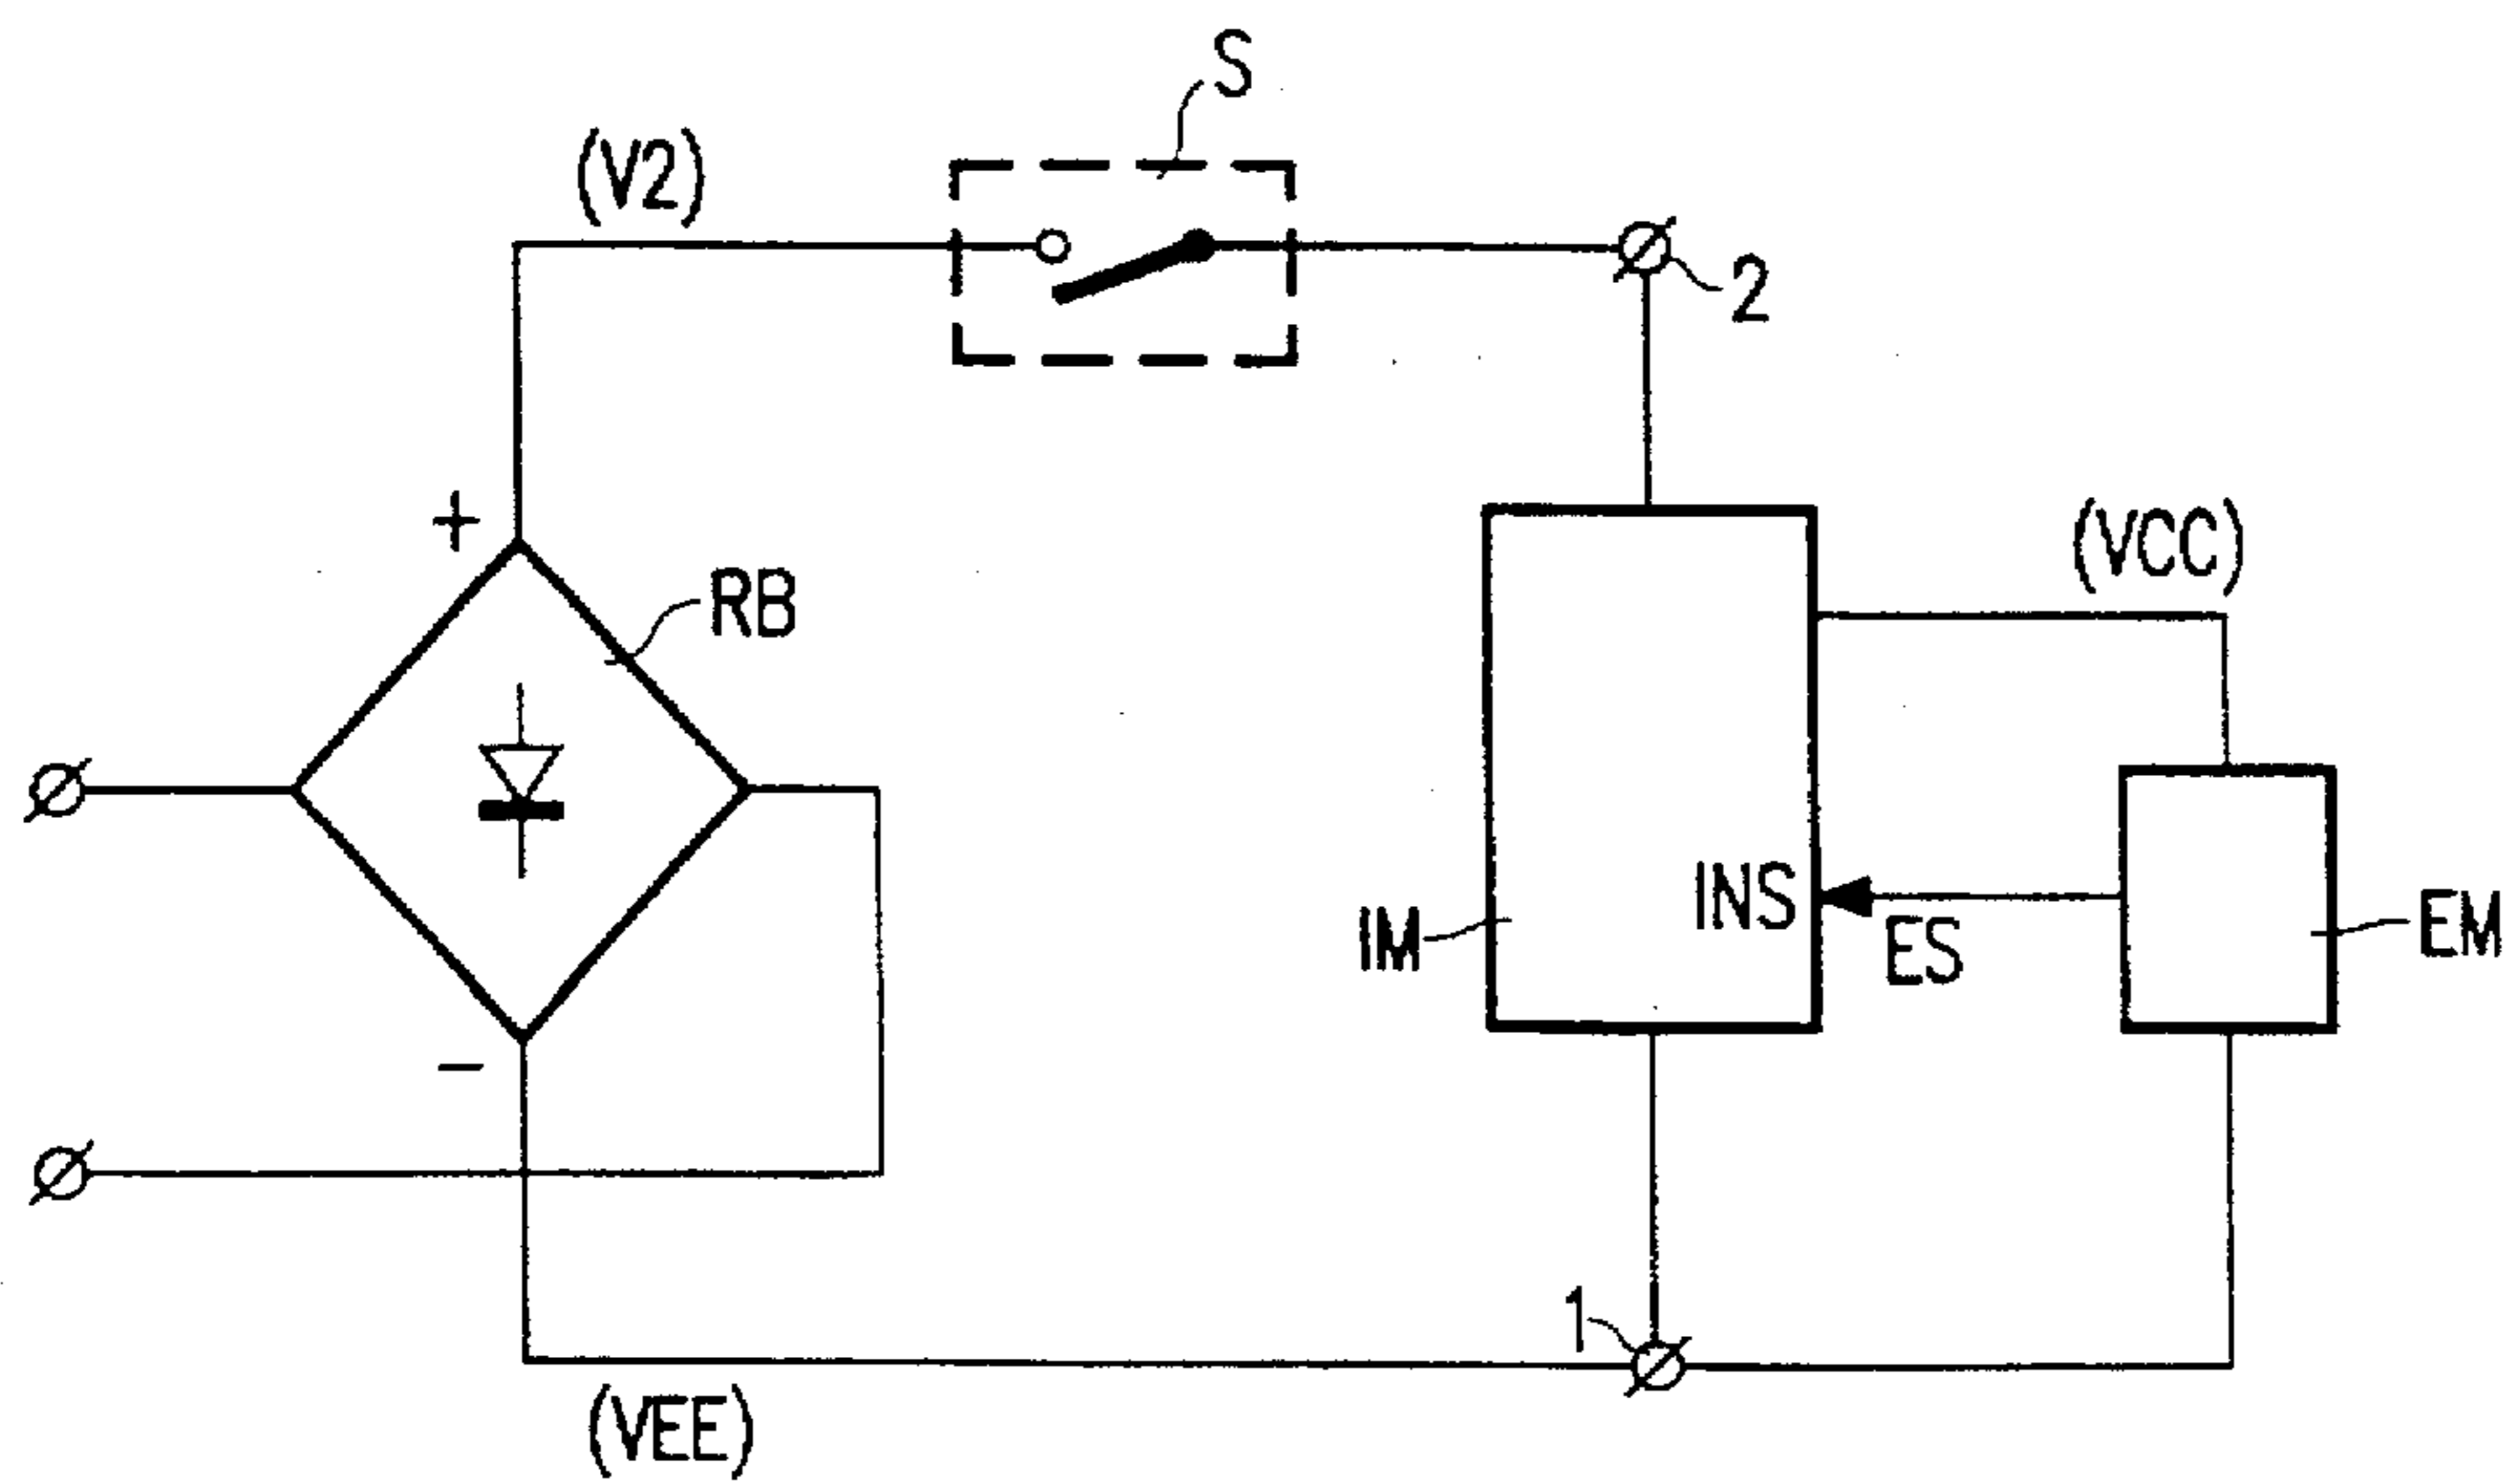 S
(V2)
2
+
RB
(VCC)
INS
IM
ES
EM
-
1
(VEE)